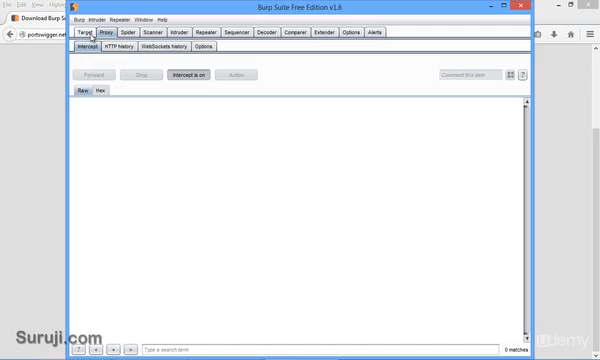 Burp Suite Free Edition v1.6
Download Burp S
portswigger.net
Burp Intruder Repeater Window Help
Target Proxy Spider Scanner Intruder Repeater Sequencer Decoder Comparer Extender Options Alerts
Intercept HTTP history WebSockets history Options
Forward Drop Intercept is on Action Comment this item ?
Raw Hex
? < + > Type a search term 0 matches
Suruji.com
udemy
File Edit View